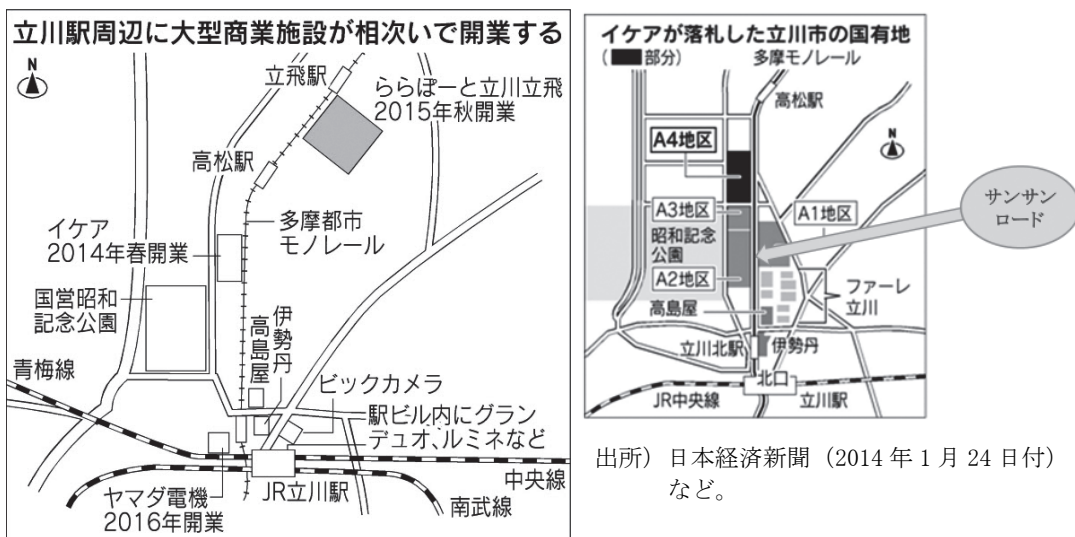 立川駅周辺に大型商業施設が相次いで開業する
N
立飛駅
ららぽーと立川立飛
2015年秋開業
高松駅
多摩都市
モノレール
イケア
2014年春開業
国営昭和
記念公園
伊勢丹
高島屋
青梅線
ビックカメラ
駅ビル内にグラン
デュオ、ルミネなど
中央線
JR立川駅
南武線
ヤマダ電機
2016年開業
イケアが落札した立川市の国有地
(■部分)
多摩モノレール
高松駅
A4地区
N
A3地区
A1地区
昭和記念
公園
A2地区
ファーレ
立川
高島屋
立川北駅
伊勢丹
北口
JR中央線
立川駅
サンサン
ロード
出所) 日本経済新聞 (2014年1月24日付)
など。